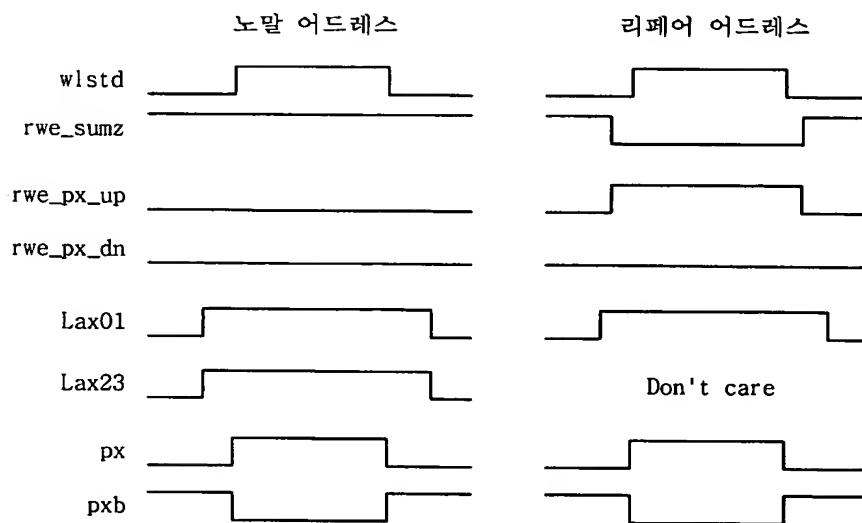 노말 어드레스 리페어 어드레스
wlstd
rwe_sumz
rwe_px_up
rwe_px_dn
Lax01
Lax23 Don't care
px
pxb